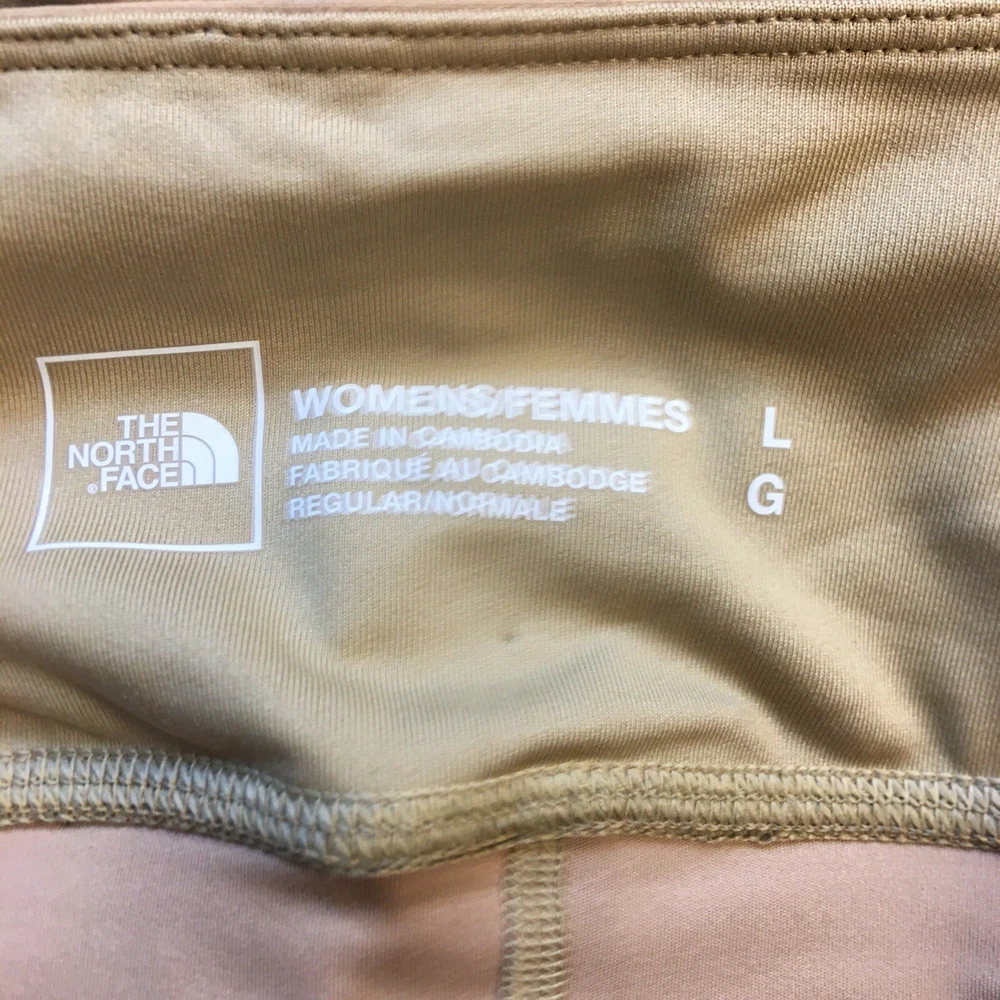 THE
NORTH
FACE®
WOMENS/FEMMES
MADE IN CAMBODIA
FABRIQUÉ AU CAMBODGE
REGULAR/NORMALE
L
G